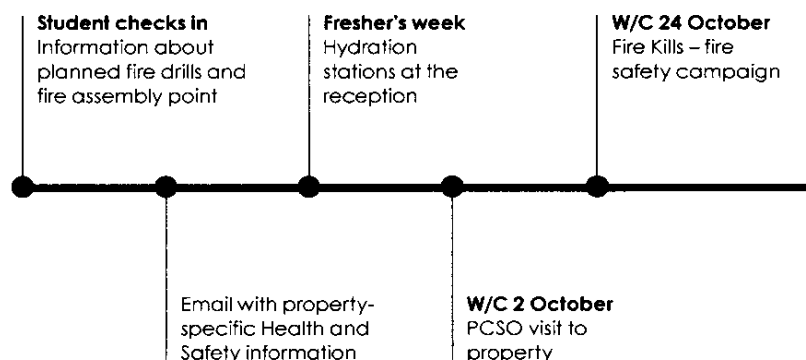 Student checks in
Information about
planned fire drills and
fire assembly point
Fresher's week
Hydration
stations at the
reception
W/C 24 October
Fire Kills – fire
safety campaign
Email with property-
specific Health and
Safety information
W/C 2 October
PCSO visit to
property